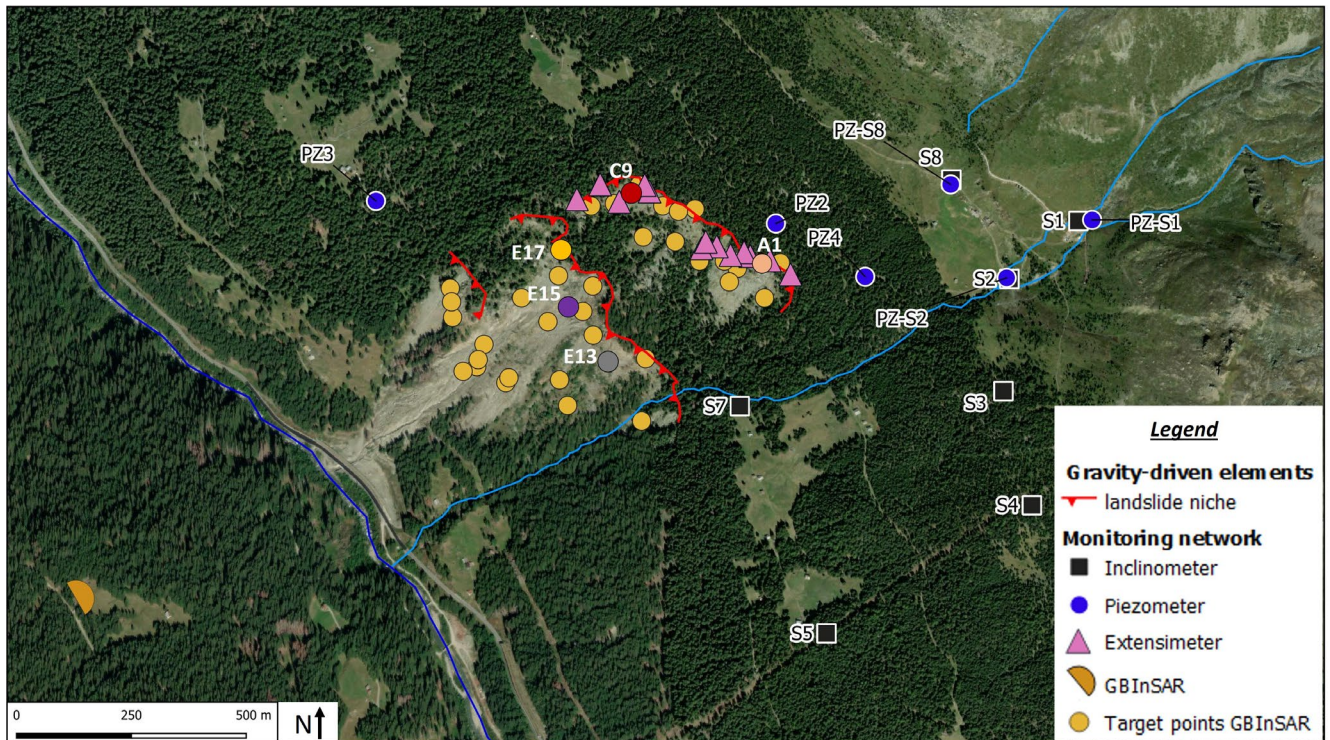 PZ-S8
S8
PZ3
C9
PZ2
S1
PZ-S1
PZ4
A1
E17
S2
E15
PZ-S2
E13
S7
S3
S4
S5
Legend
Gravity-driven elements
landslide niche
Monitoring network
Inclinometer
Piezometer
Extensimeter
GBInSAR
Target points GBInSAR
0 250 500 m
N